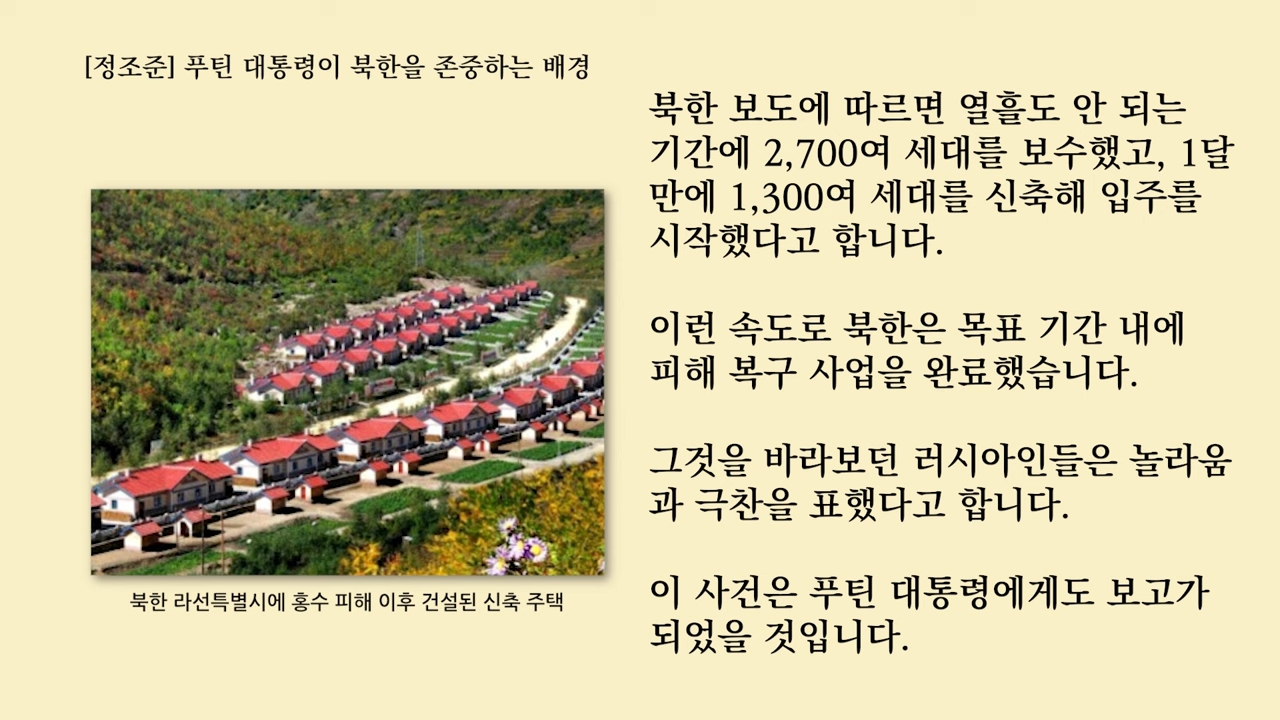 [정조준] 푸틴 대통령이 북한을 존중하는 배경
북한 보도에 따르면 열흘도 안 되는
기간에 2,700여 세대를 보수했고, 1달
만에 1,300여 세대를 신축해 입주를
시작했다고 합니다.
이런 속도로 북한은 목표 기간 내에
피해 복구 사업을 완료했습니다.
그것을 바라보던 러시아인들은 놀라움
과 극찬을 표했다고 합니다.
이 사건은 푸틴 대통령에게도 보고가
되었을 것입니다.
북한 라선특별시에 홍수 피해 이후 건설된 신축 주택